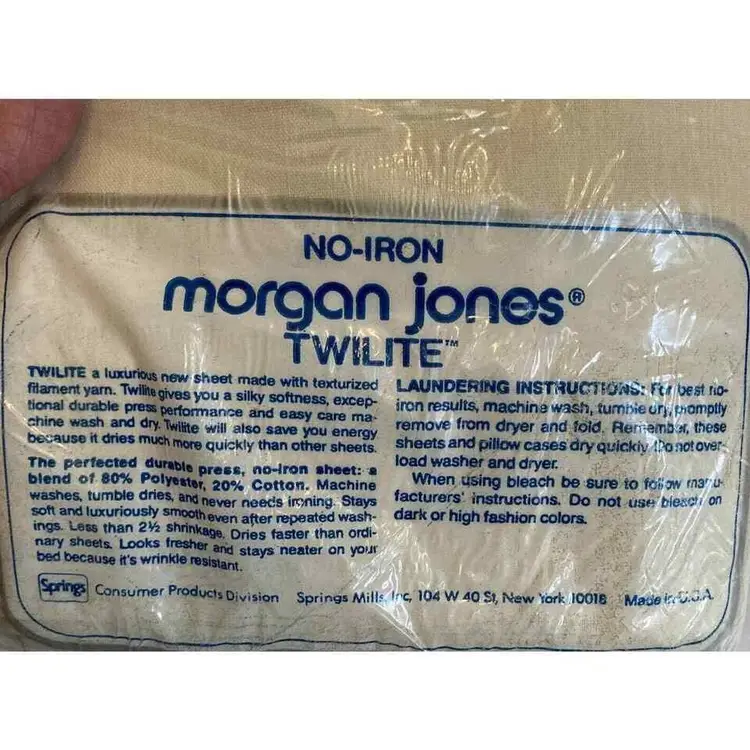 NO-IRON
morgan jones®
TWILITE™
TWILITE a luxurious new sheet made with texturized
filament yarn. Twilite gives you a silky softness, excep-
tional durable press performance and easy care ma-
chine wash and dry. Twilite will also save you energy
because it dries much more quickly than other sheets.
The perfected durable press, no-iron sheet: a
blend of 80% Polyester, 20% Cotton. Machine
washes, tumble dries, and never needs ironing. Stays
soft and luxuriously smooth even after repeated wash-
ings. Less than 2½ shrinkage. Dries faster than ordi-
nary sheets. Looks fresher and stays neater on your
bed because it's wrinkle resistant.
LAUNDERING INSTRUCTIONS: For best no-
iron results, machine wash, tumble dry, promptly
remove from dryer and fold. Remember, these
sheets and pillow cases dry quickly. Do not over-
load washer and dryer.
When using bleach be sure to follow manu-
facturers' instructions. Do not use bleach on
dark or high fashion colors.
Springs Consumer Products Division Springs Mills, Inc, 104 W 40 St, New York 10018 Made in U.S.A.